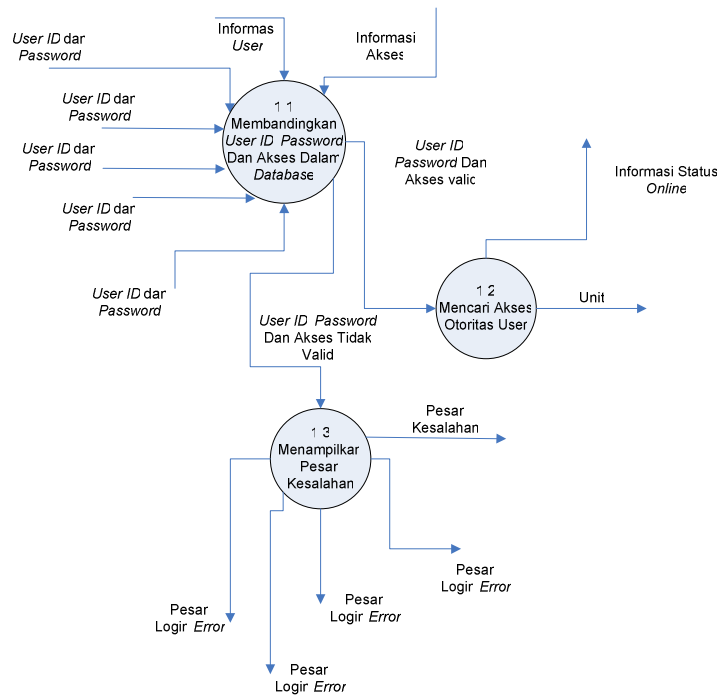 Informas
User
Informasi
Akses
User ID dar
Password
User ID dar
Password
User ID dar
Password
User ID dar
Password
User ID dar
Password
1 1
Membandingkan
User ID Password
Dan Akses Dalam
Database
User ID
Password Dan
Akses valid
Informasi Status
Online
1 2
Mencari Akses
Otoritas User
Unit
User ID Password
Dan Akses Tidak
Valid
1 3
Menampilkar
Pesar
Kesalahan
Pesar
Kesalahan
Pesar
Logir Error
Pesar
Logir Error
Pesar
Logir Error
Pesar
Logir Error